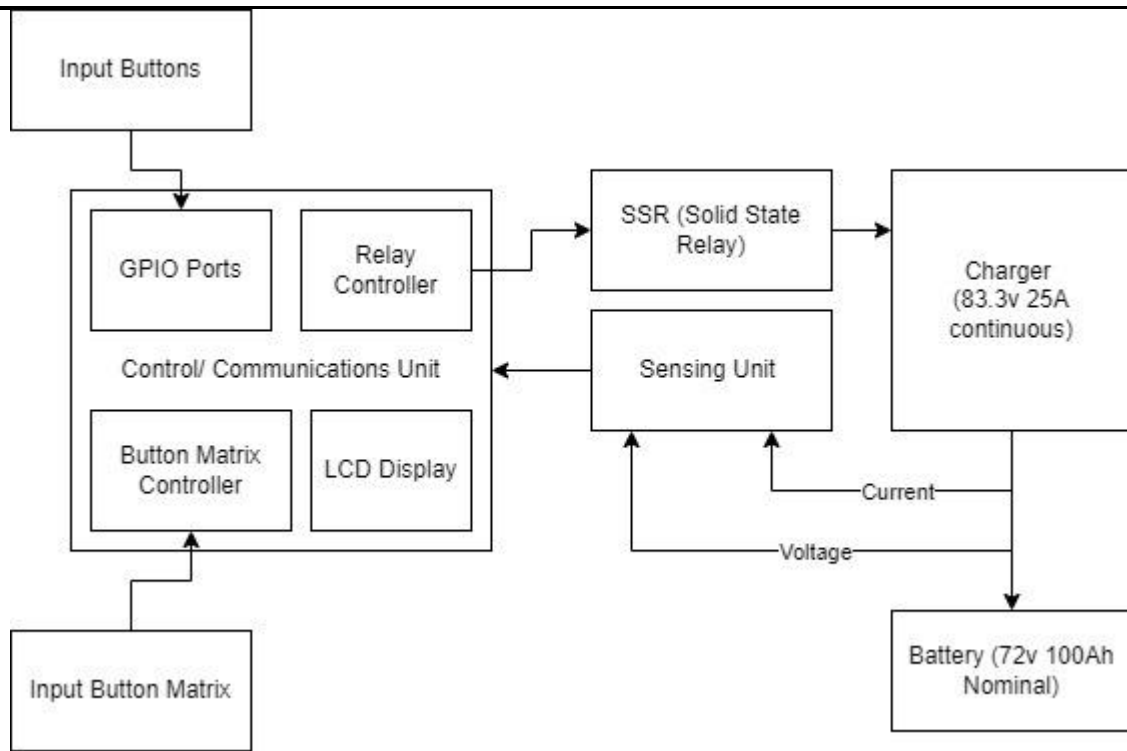 Input Buttons
GPIO Ports
Relay
Controller
SSR (Solid State
Relay)
Charger
(83.3v 25A
continuous)
Control/ Communications Unit
Sensing Unit
Button Matrix
Controller
LCD Display
Current
Voltage
Input Button Matrix
Battery (72v 100Ah
Nominal)